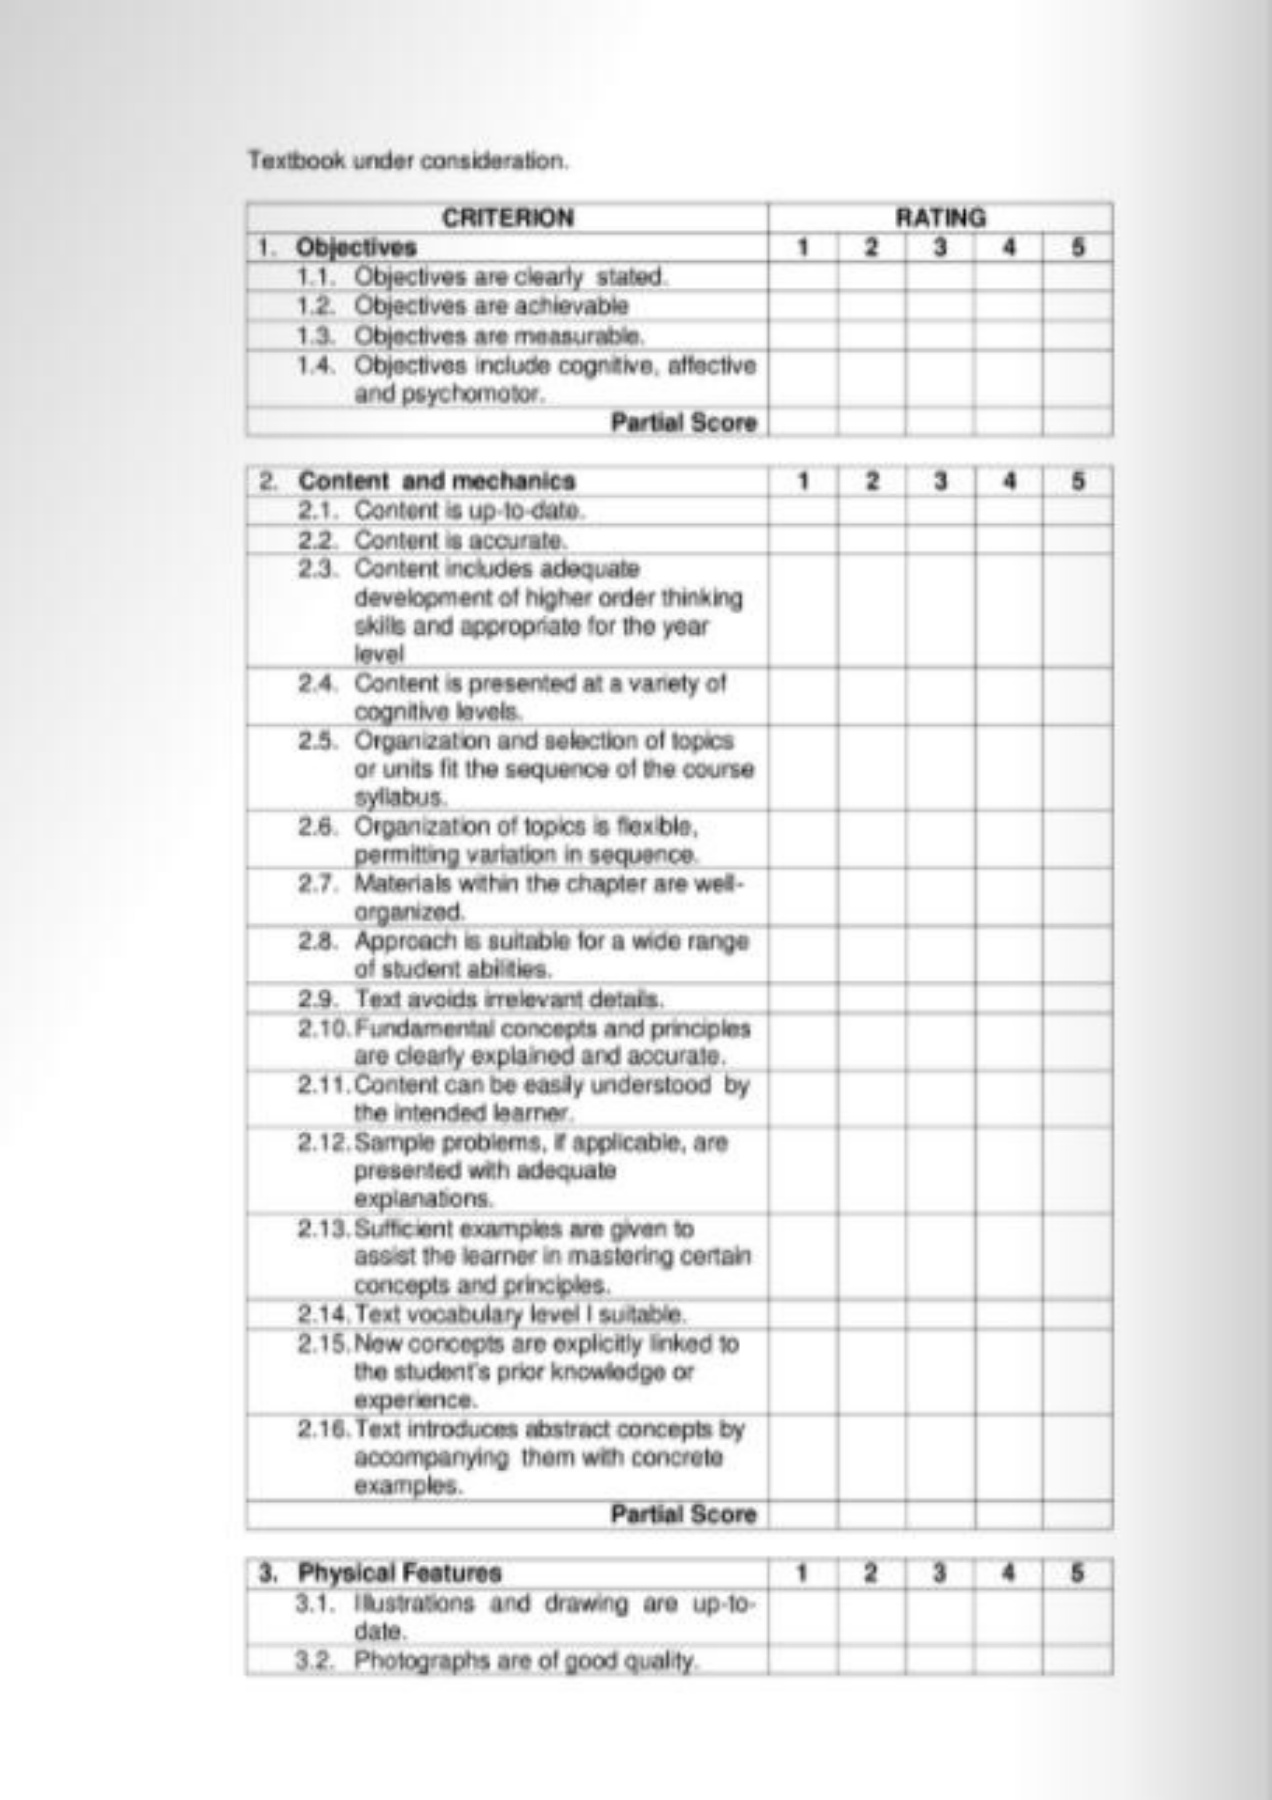 Textbook under consideration.
CRITERION RATING
1. Objectives 1 2 3 4 5
1.1. Objectives are clearly stated.
1.2. Objectives are achievable
1.3. Objectives are measurable.
1.4. Objectives include cognitive, affective
and psychomotor.
Partial Score
2. Content and mechanics 1 2 3 4 5
2.1. Content is up-to-date.
2.2. Content is accurate.
2.3. Content includes adequate
development of higher order thinking
skills and appropriate for the year
level
2.4. Content is presented at a variety of
cognitive levels.
2.5. Organization and selection of topics
or units fit the sequence of the course
syllabus.
2.6. Organization of topics is flexible,
permitting variation in sequence.
2.7. Materials within the chapter are well-
organized.
2.8. Approach is suitable for a wide range
of student abilities.
2.9. Text avoids irrelevant details.
2.10. Fundamental concepts and principles
are clearly explained and accurate.
2.11. Content can be easily understood by
the intended learner.
2.12. Sample problems, if applicable, are
presented with adequate
explanations.
2.13. Sufficient examples are given to
assist the learner in mastering certain
concepts and principles.
2.14. Text vocabulary level I suitable.
2.15. New concepts are explicitly linked to
the student's prior knowledge or
experience.
2.16. Text introduces abstract concepts by
accompanying them with concrete
examples.
Partial Score
3. Physical Features 1 2 3 4 5
3.1. Illustrations and drawing are up-to-
date.
3.2. Photographs are of good quality.